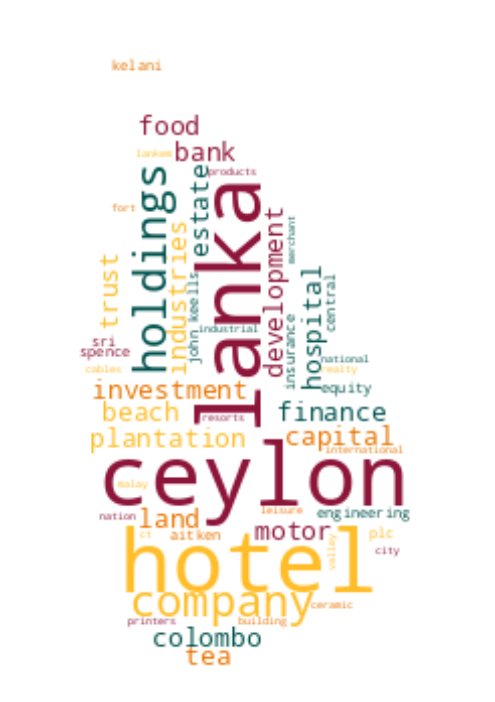 kelani
food
lankem bank
products
holdings
estate
lanka
fort
industries
development
merchant
trust
john keells
industrial
hospital
central
insurance
sri
spence
national
cables
realty
investment
equity
beach
resorts
finance
plantation
capital
international
ceylon
malay
nation
land
leisure
engineering
ct
aitken
motor
plc
valley
city
hotel
company
ceramic
printers
building
colombo
tea